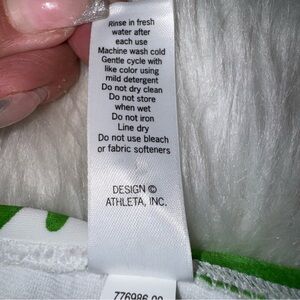 Rinse in fresh
water after
each use
Machine wash cold
Gentle cycle with
like color using
mild detergent
Do not dry clean
Do not store
when wet
Do not iron
Line dry
Do not use bleach
or fabric softeners
DESIGN ©
ATHLETA, INC.
776986